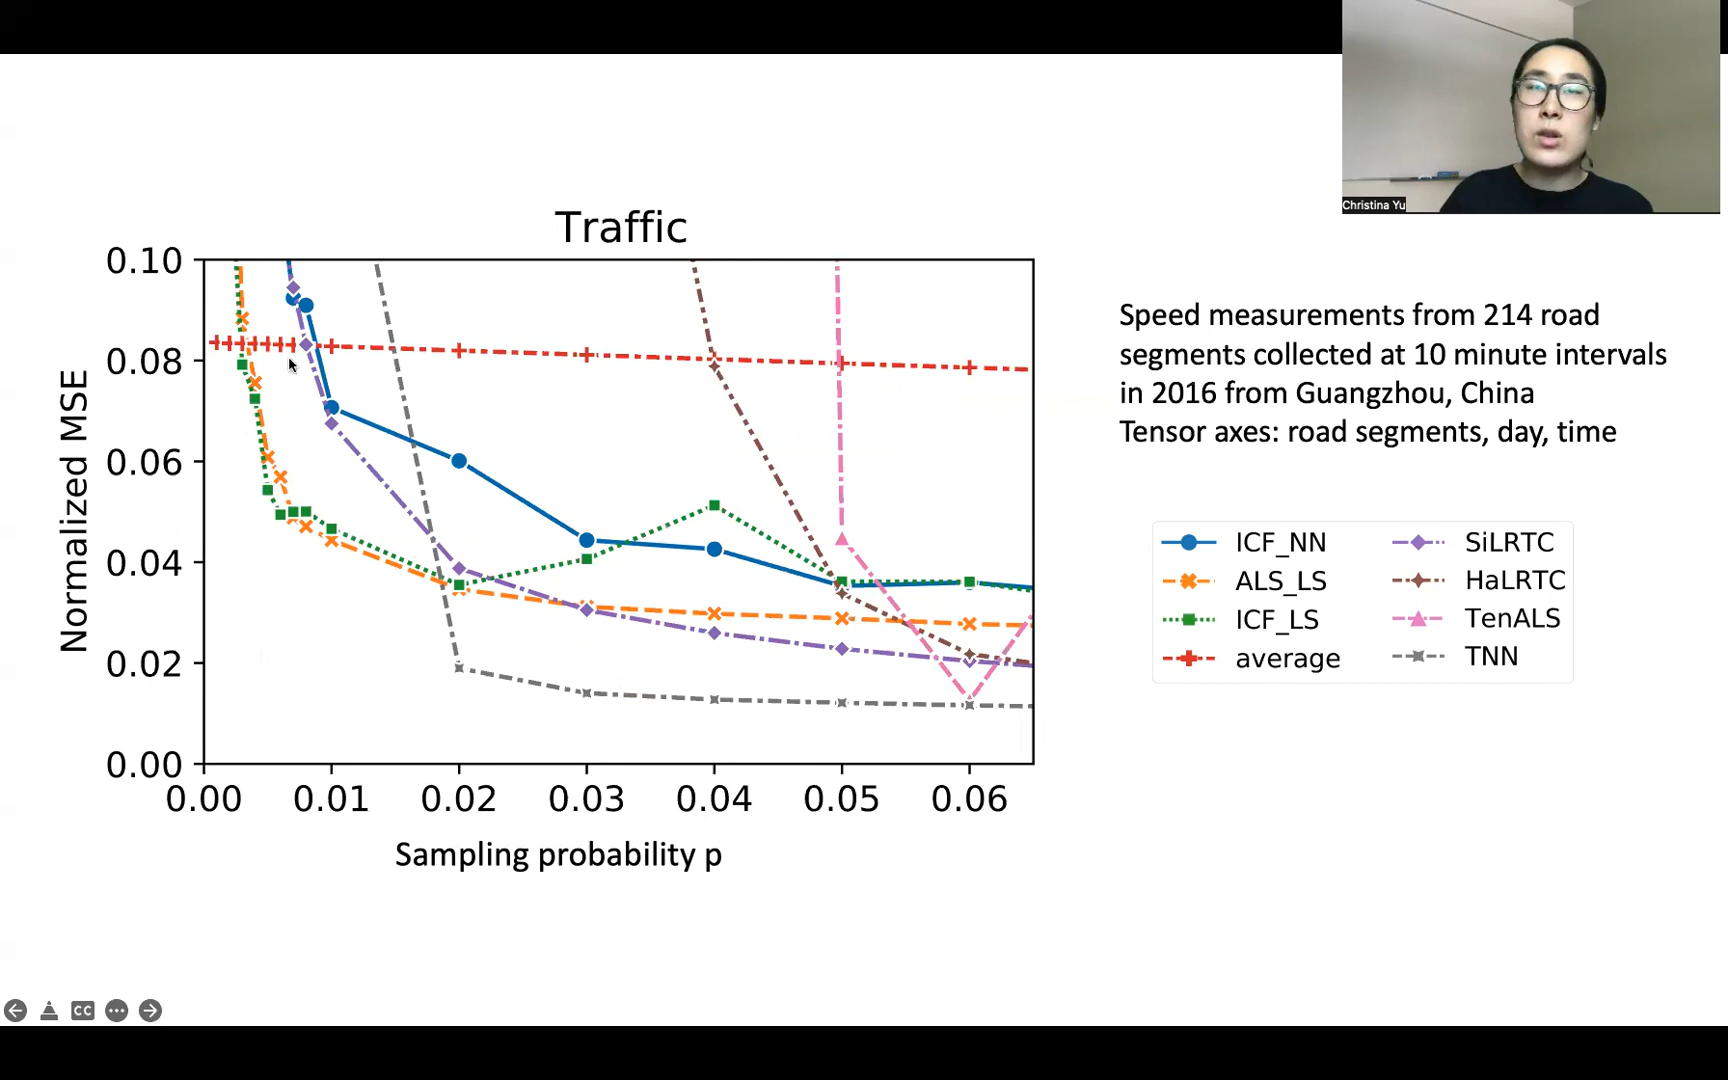 Christina Yu
Traffic
Speed measurements from 214 road
segments collected at 10 minute intervals
in 2016 from Guangzhou, China
Tensor axes: road segments, day, time
Normalized MSE
0.10
0.08
0.06
0.04
0.02
0.00
0.00 0.01 0.02 0.03 0.04 0.05 0.06
Sampling probability p
ICF_NN
ALS_LS
ICF_LS
average
SiLRTC
HaLRTC
TenALS
TNN
CC